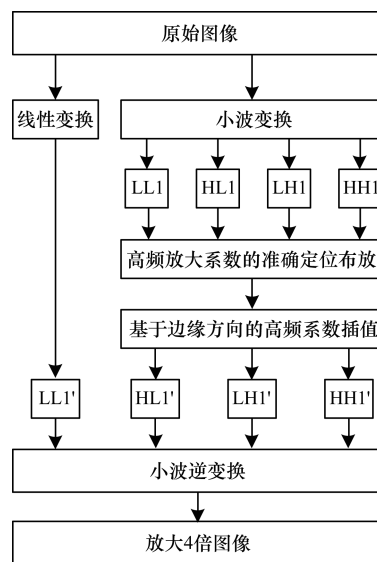 原始图像
线性变换
小波变换
LL1
HL1
LH1
HH1
高频放大系数的准确定位布放
基于边缘方向的高频系数插值
LL1'
HL1'
LH1'
HH1'
小波逆变换
放大4倍图像